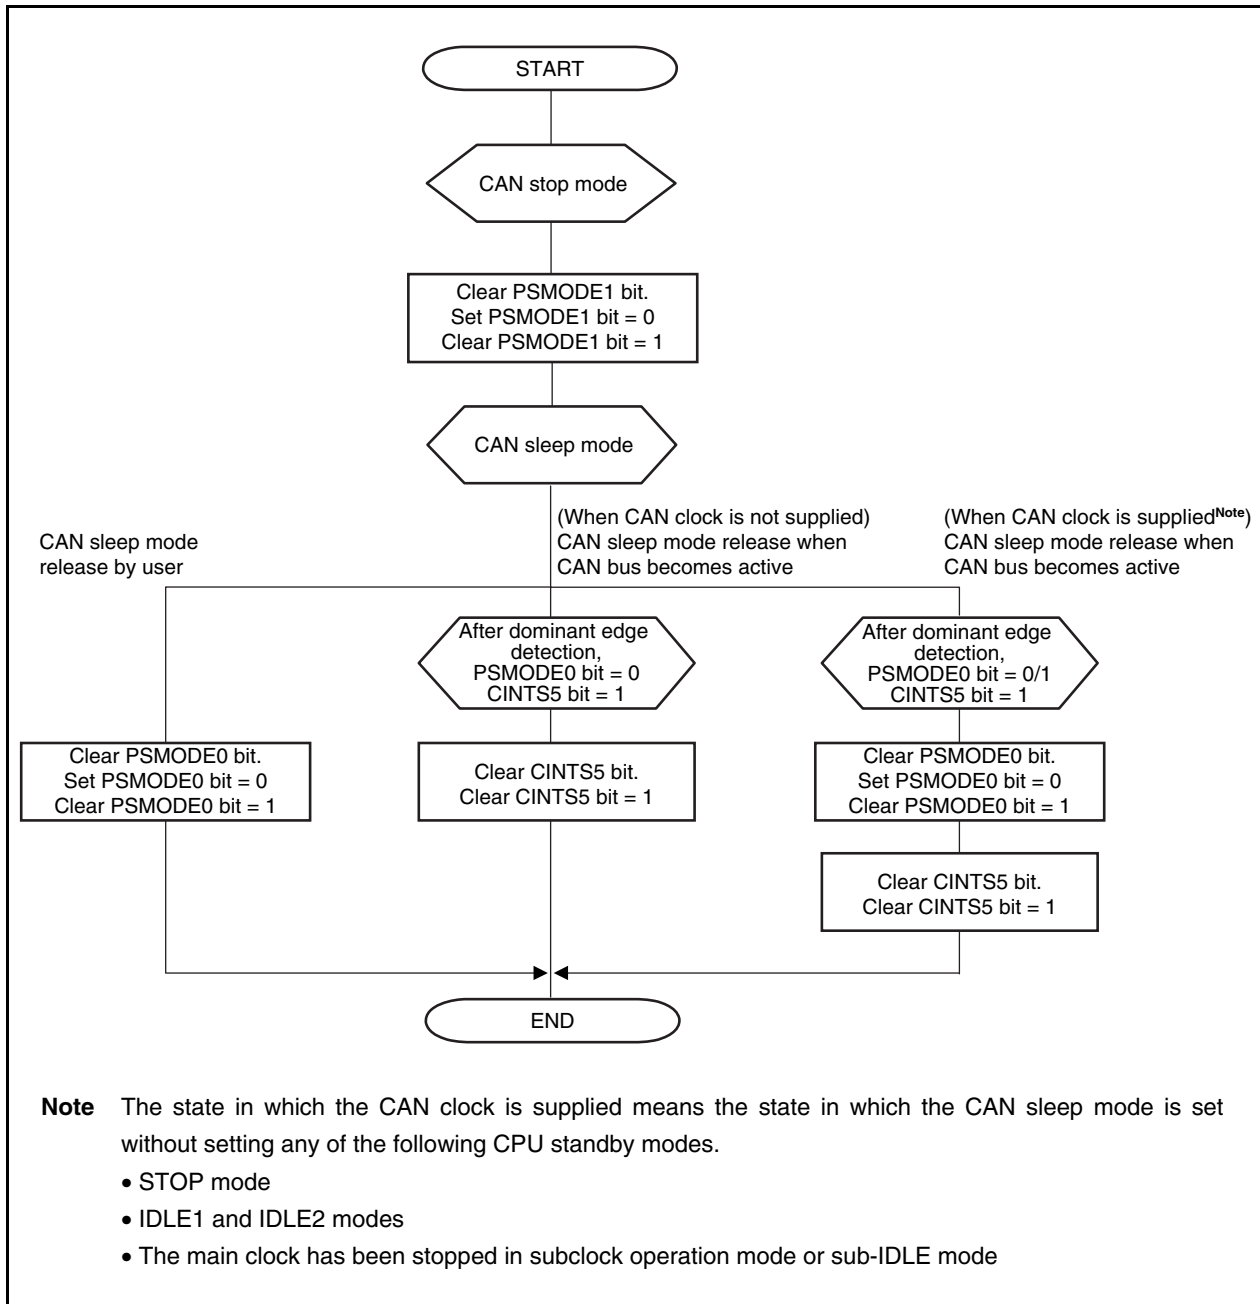 START
CAN stop mode
Clear PSMODE1 bit.
Set PSMODE1 bit = 0
Clear PSMODE1 bit = 1
CAN sleep mode
CAN sleep mode
release by user
(When CAN clock is not supplied)
CAN sleep mode release when
CAN bus becomes active
(When CAN clock is supplied^Note)
CAN sleep mode release when
CAN bus becomes active
After dominant edge
detection,
PSMODE0 bit = 0
CINTS5 bit = 1
After dominant edge
detection,
PSMODE0 bit = 0/1
CINTS5 bit = 1
Clear PSMODE0 bit.
Set PSMODE0 bit = 0
Clear PSMODE0 bit = 1
Clear CINTS5 bit.
Clear CINTS5 bit = 1
Clear PSMODE0 bit.
Set PSMODE0 bit = 0
Clear PSMODE0 bit = 1
Clear CINTS5 bit.
Clear CINTS5 bit = 1
END
Note The state in which the CAN clock is supplied means the state in which the CAN sleep mode is set
without setting any of the following CPU standby modes.
• STOP mode
• IDLE1 and IDLE2 modes
• The main clock has been stopped in subclock operation mode or sub-IDLE mode